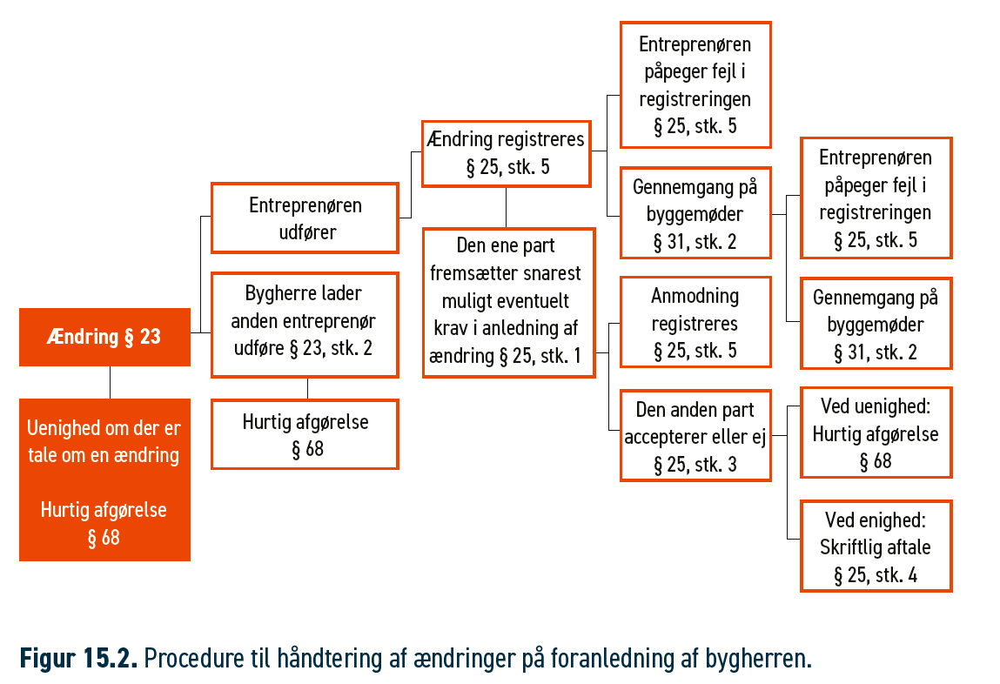 Ændring § 23
Uenighed om der er
tale om en ændring
Hurtig afgørelse
§ 68
Entreprenøren
udfører
Bygherre lader
anden entreprenør
udføre § 23, stk. 2
Hurtig afgørelse
§ 68
Ændring registreres
§ 25, stk. 5
Den ene part
fremsætter snarest
muligt eventuelt
krav i anledning af
ændring § 25, stk. 1
Entreprenøren
påpeger fejl i
registreringen
§ 25, stk. 5
Gennemgang på
byggemøder
§ 31, stk. 2
Anmodning
registreres
§ 25, stk. 5
Den anden part
accepterer eller ej
§ 25, stk. 3
Entreprenøren
påpeger fejl i
registreringen
§ 25, stk. 5
Gennemgang på
byggemøder
§ 31, stk. 2
Ved uenighed:
Hurtig afgørelse
§ 68
Ved enighed:
Skriftlig aftale
§ 25, stk. 4
Figur 15.2. Procedure til håndtering af ændringer på foranledning af bygherren.